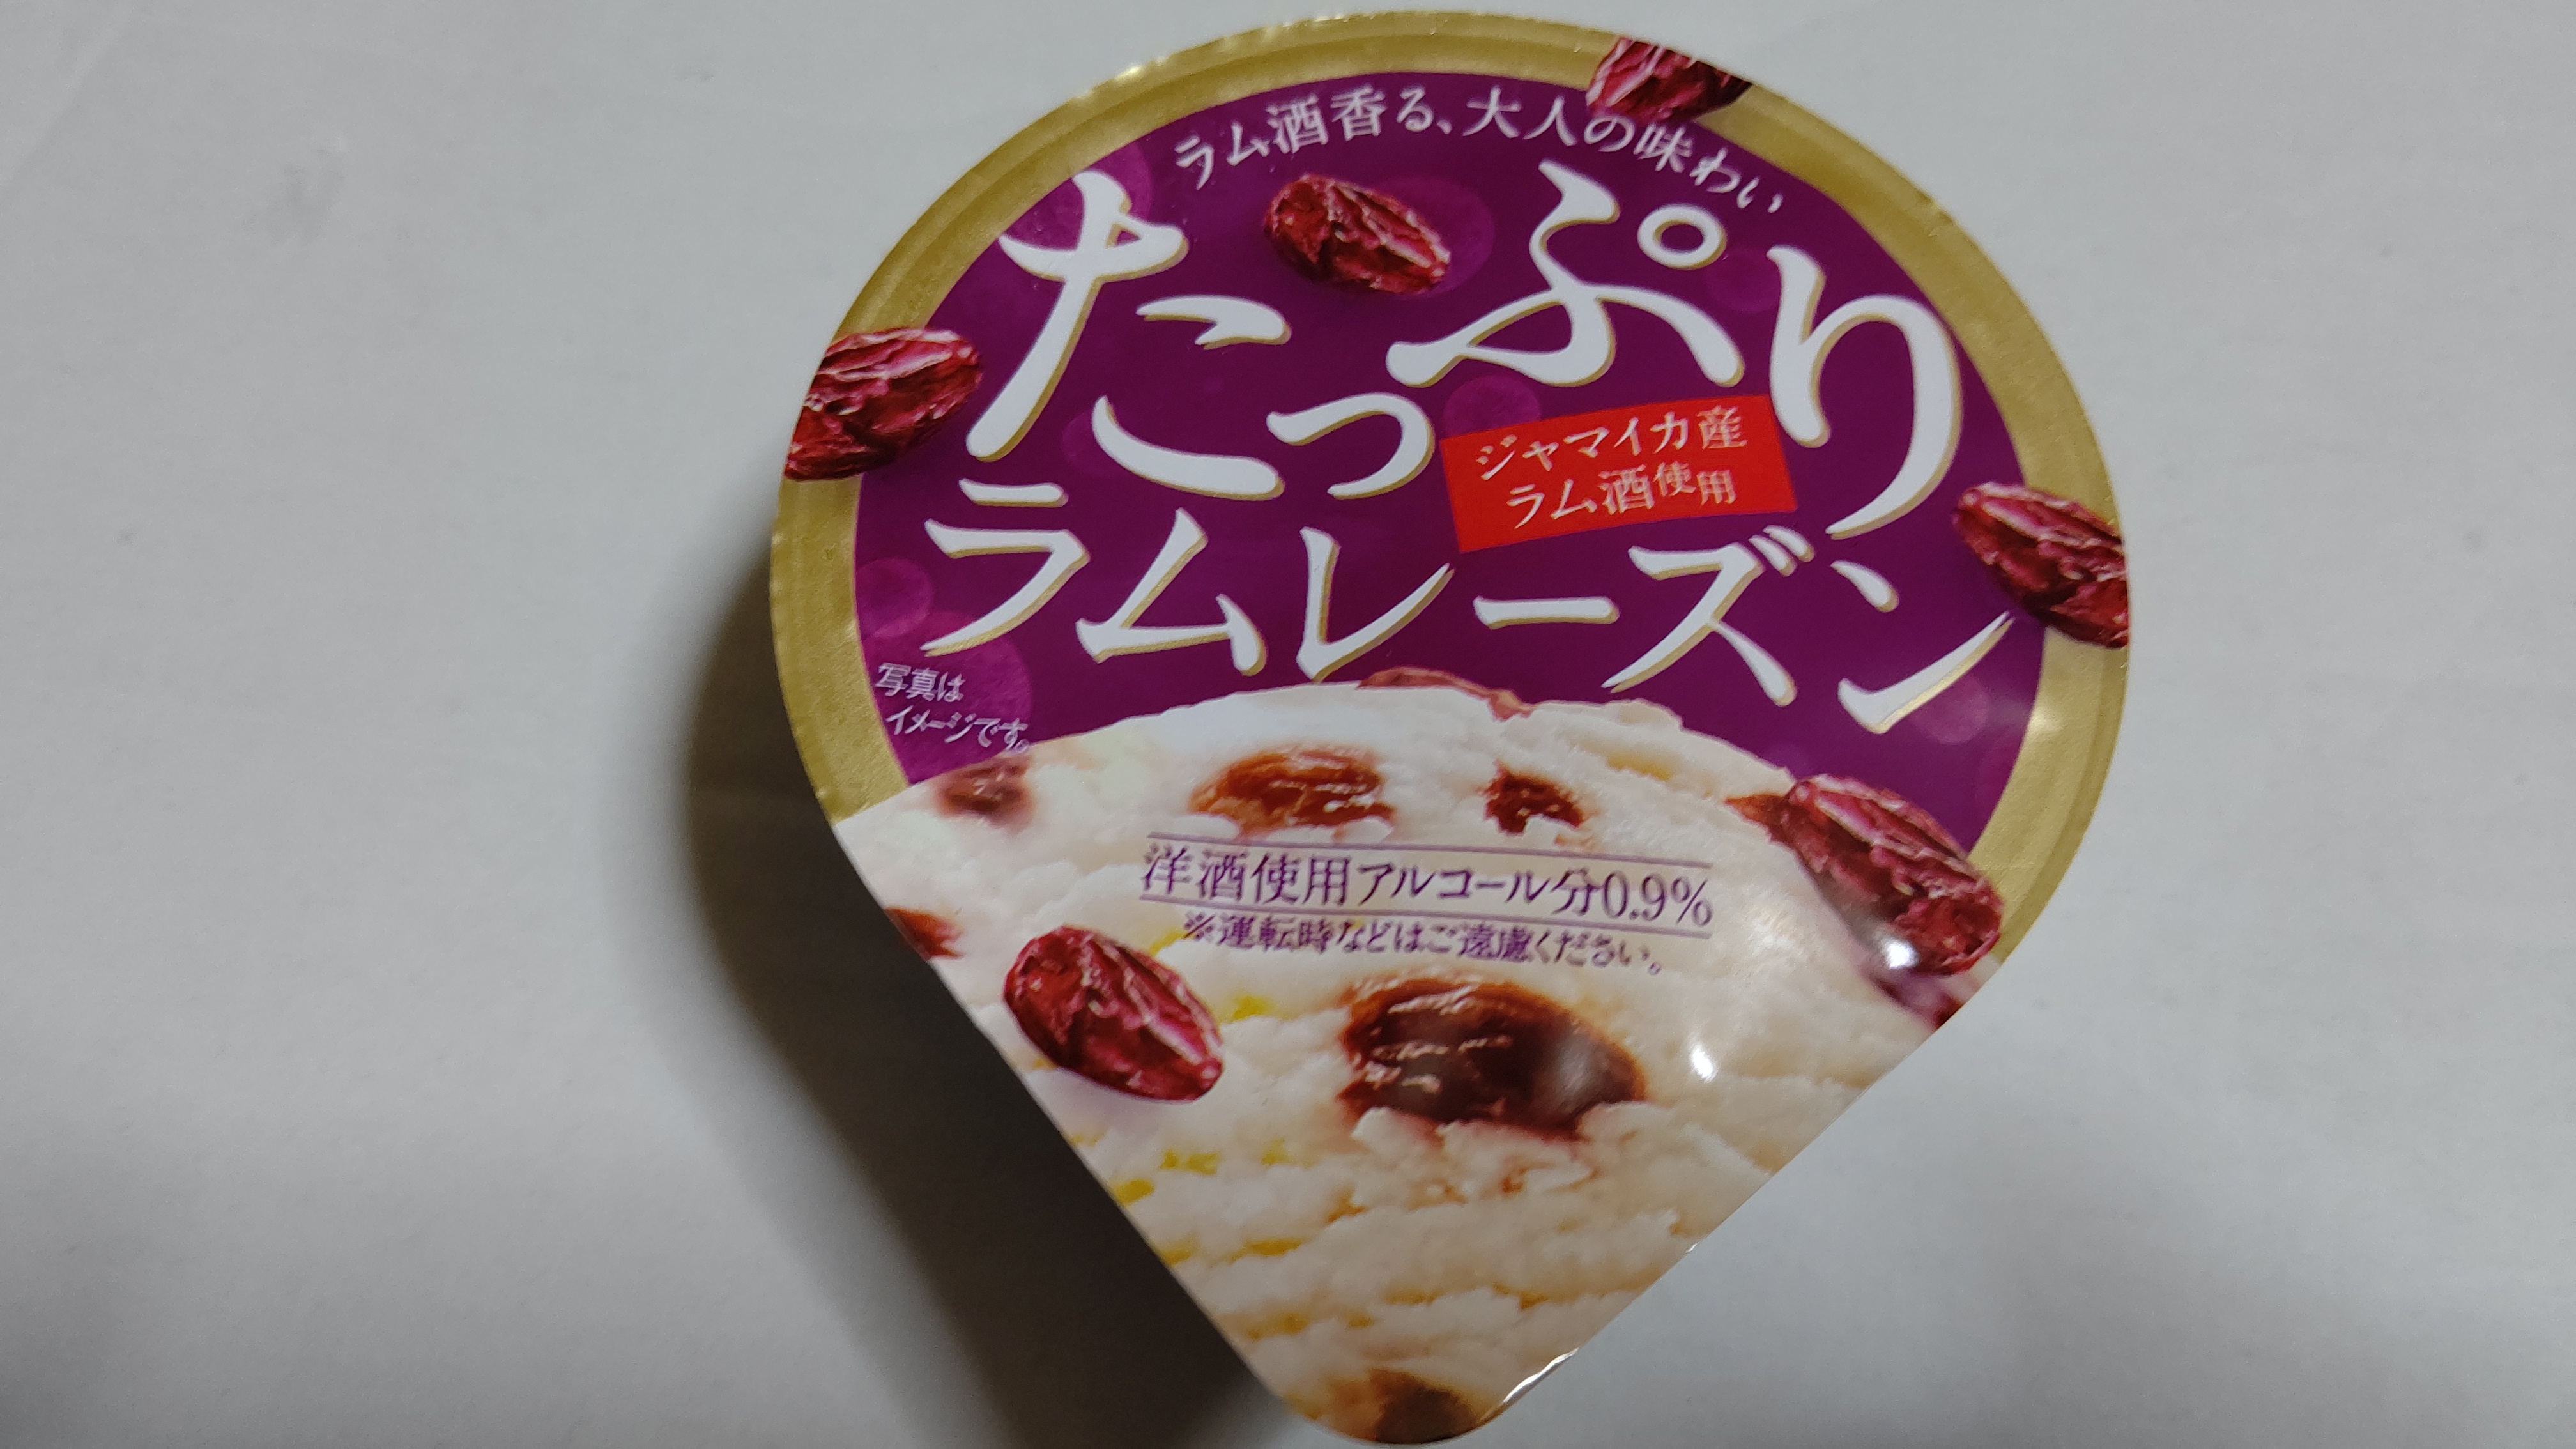 ラム酒香る、大人の味わい
たっぷり
ジャマイカ産
ラム酒使用
ラムレーズン
写真は
イメージです。
洋酒使用アルコール分0.9%
※運転時などはご遠慮ください。